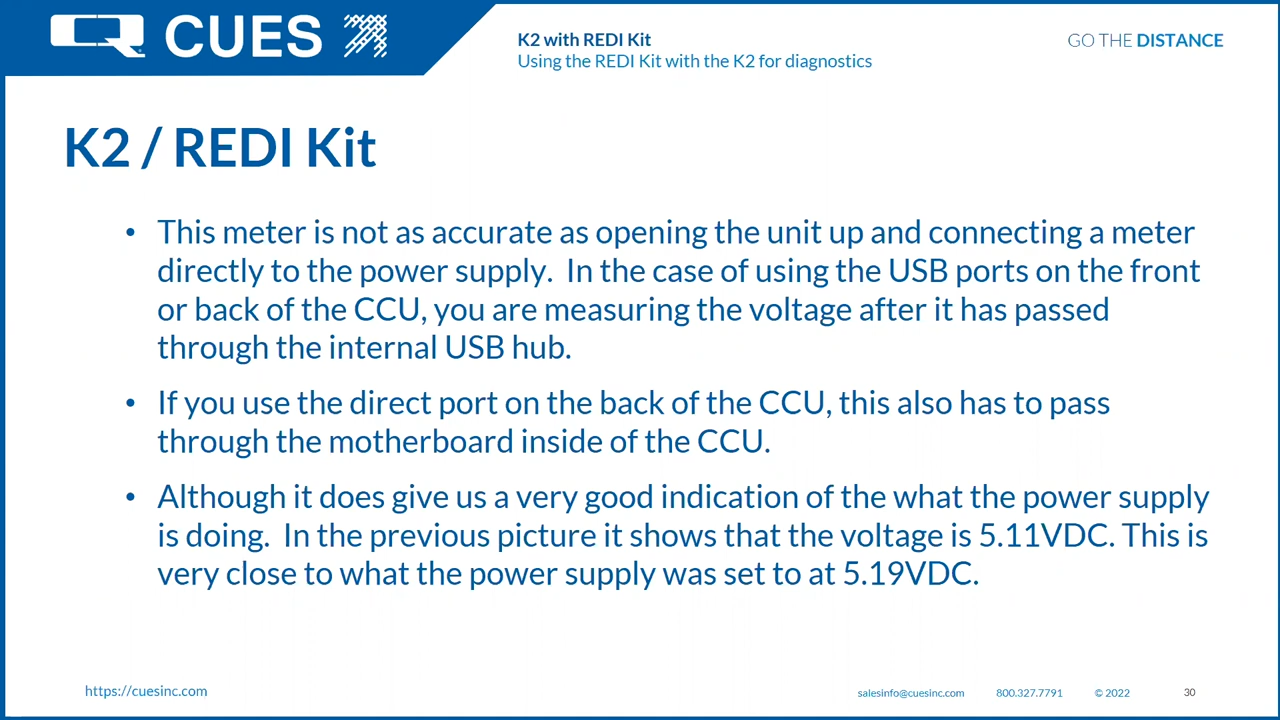 CUES
K2 with REDI Kit
Using the REDI Kit with the K2 for diagnostics
GO THE DISTANCE
K2 / REDI Kit
• This meter is not as accurate as opening the unit up and connecting a meter
directly to the power supply.  In the case of using the USB ports on the front
or back of the CCU, you are measuring the voltage after it has passed
through the internal USB hub.
• If you use the direct port on the back of the CCU, this also has to pass
through the motherboard inside of the CCU.
• Although it does give us a very good indication of the what the power supply
is doing.  In the previous picture it shows that the voltage is 5.11VDC. This is
very close to what the power supply was set to at 5.19VDC.
https://cuesinc.com
salesinfo@cuesinc.com
800.327.7791
© 2022
30